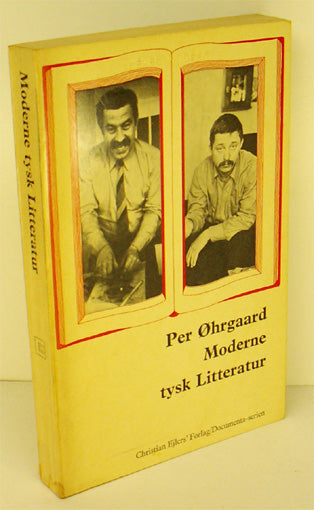 Moderne tysk Litteratur
Per Øhrgaard
Moderne
tysk Litteratur
Christian Ejlers' Forlag/Documenta-serien